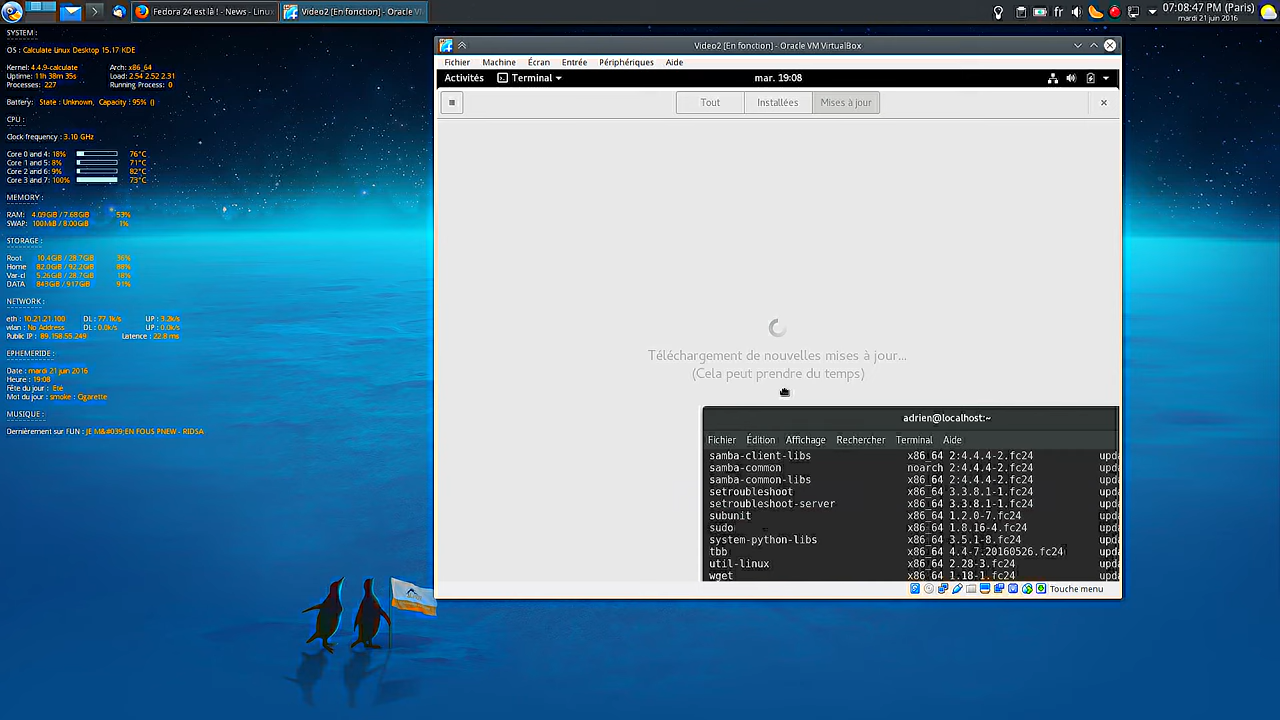 Fedora 24 est là ! - News - Linux
Video2 [En fonction] - Oracle V
fr
7:08:47 PM (Paris)
mardi 21 juin 2016
SYSTEM :
OS : Calculate Linux Desktop 15.17 KDE
Kernel: 4.4.9-calculate Arch: x86_64
Uptime: 11h 38m 35s Load: 2.54 2.52 2.31
Processes: 227 Running Process: 0
Battery: State : Unknown, Capacity : 95% ()
CPU :
Clock frequency : 3.10 GHz
Core 0 and 4: 18% 76°C
Core 1 and 5: 8% 71°C
Core 2 and 6: 9% 82°C
Core 3 and 7: 100% 73°C
MEMORY :
RAM: 4.09GiB / 7.68GiB 53%
SWAP: 100MiB / 8.00GiB 1%
STORAGE :
Root 10.4GiB / 28.7GiB 36%
Home 82.0GiB / 92.2GiB 88%
Var-cl 5.26GiB / 28.7GiB 18%
DATA 843GiB / 917GiB 91%
NETWORK :
eth : 10.21.21.100 DL : 77.1k/s UP : 3.2k/s
wlan : No Address DL : 0.0k/s UP : 0.0k/s
Public IP : 89.158.55.249 Latence : 22.8 ms
EPHEMERIDE :
Date : mardi 21 juin 2016
Heure : 19:08
Fête du jour : Eté
Mot du jour : smoke : Cigarette
MUSIQUE :
Dernièrement sur FUN : JE M&#039;EN FOUS PNEW - RIDSA
Video2 [En fonction] - Oracle VM VirtualBox
Fichier Machine Écran Entrée Périphériques Aide
Activités Terminal mar. 19:08
Tout Installées Mises à jour
Téléchargement de nouvelles mises à jour...
(Cela peut prendre du temps)
adrien@localhost:~
Fichier Édition Affichage Rechercher Terminal Aide
samba-client-libs x86_64 2:4.4.4-2.fc24 upda
samba-common noarch 2:4.4.4-2.fc24 upda
samba-common-libs x86_64 2:4.4.4-2.fc24 upda
setroubleshoot x86_64 3.3.8.1-1.fc24 upda
setroubleshoot-server x86_64 3.3.8.1-1.fc24 upda
subunit x86_64 1.2.0-7.fc24 upda
sudo x86_64 1.8.16-4.fc24 upda
system-python-libs x86_64 3.5.1-8.fc24 upda
tbb x86_64 4.4-7.20160526.fc24 upda
util-linux x86_64 2.28-3.fc24 upda
wget x86_64 1.18-1.fc24 upda
Touche menu